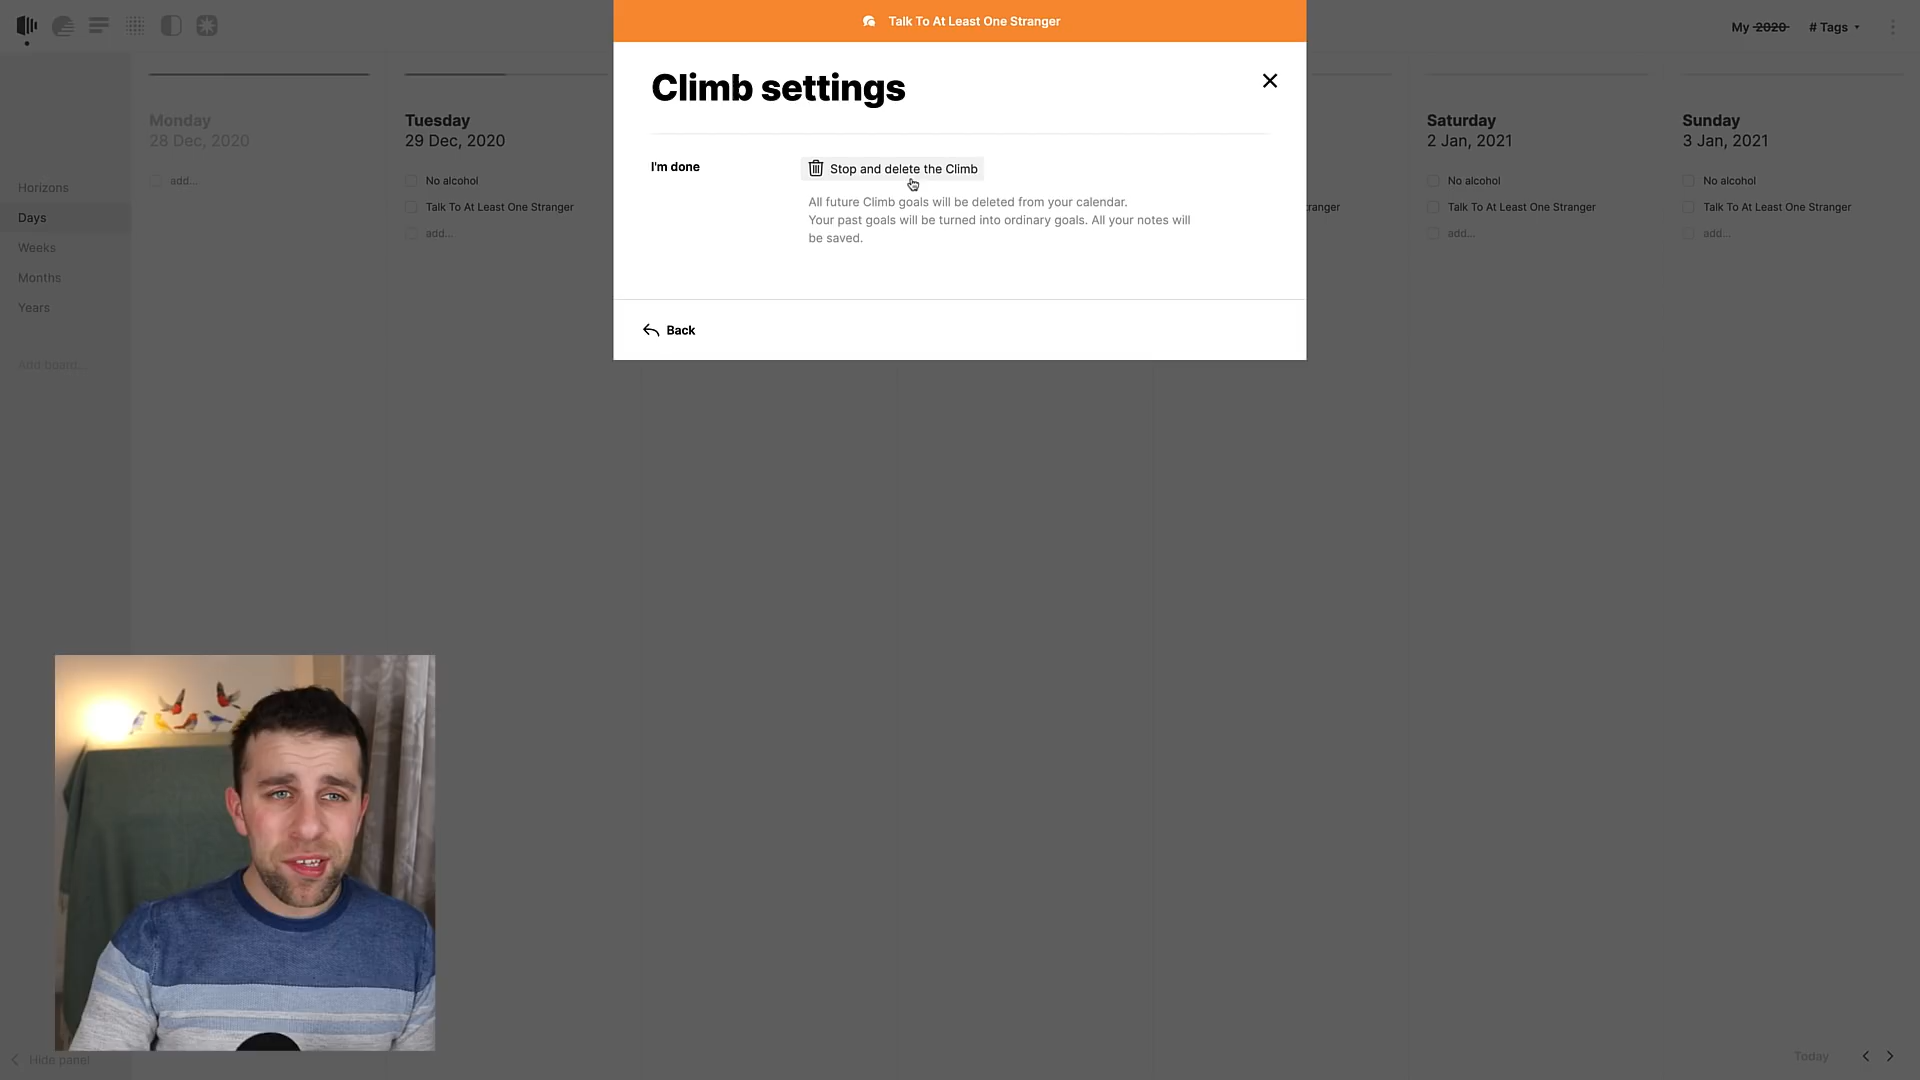 Talk To At Least One Stranger
My 2020
# Tags
Climb settings
I'm done
Stop and delete the Climb
All future Climb goals will be deleted from your calendar.
Your past goals will be turned into ordinary goals. All your notes will
be saved.
Back
Horizons
Days
Weeks
Months
Years
Add board...
Monday
28 Dec, 2020
add...
Tuesday
29 Dec, 2020
No alcohol
Talk To At Least One Stranger
add...
ranger
Saturday
2 Jan, 2021
No alcohol
Talk To At Least One Stranger
add...
Sunday
3 Jan, 2021
No alcohol
Talk To At Least One Stranger
add...
Hide panel
Today